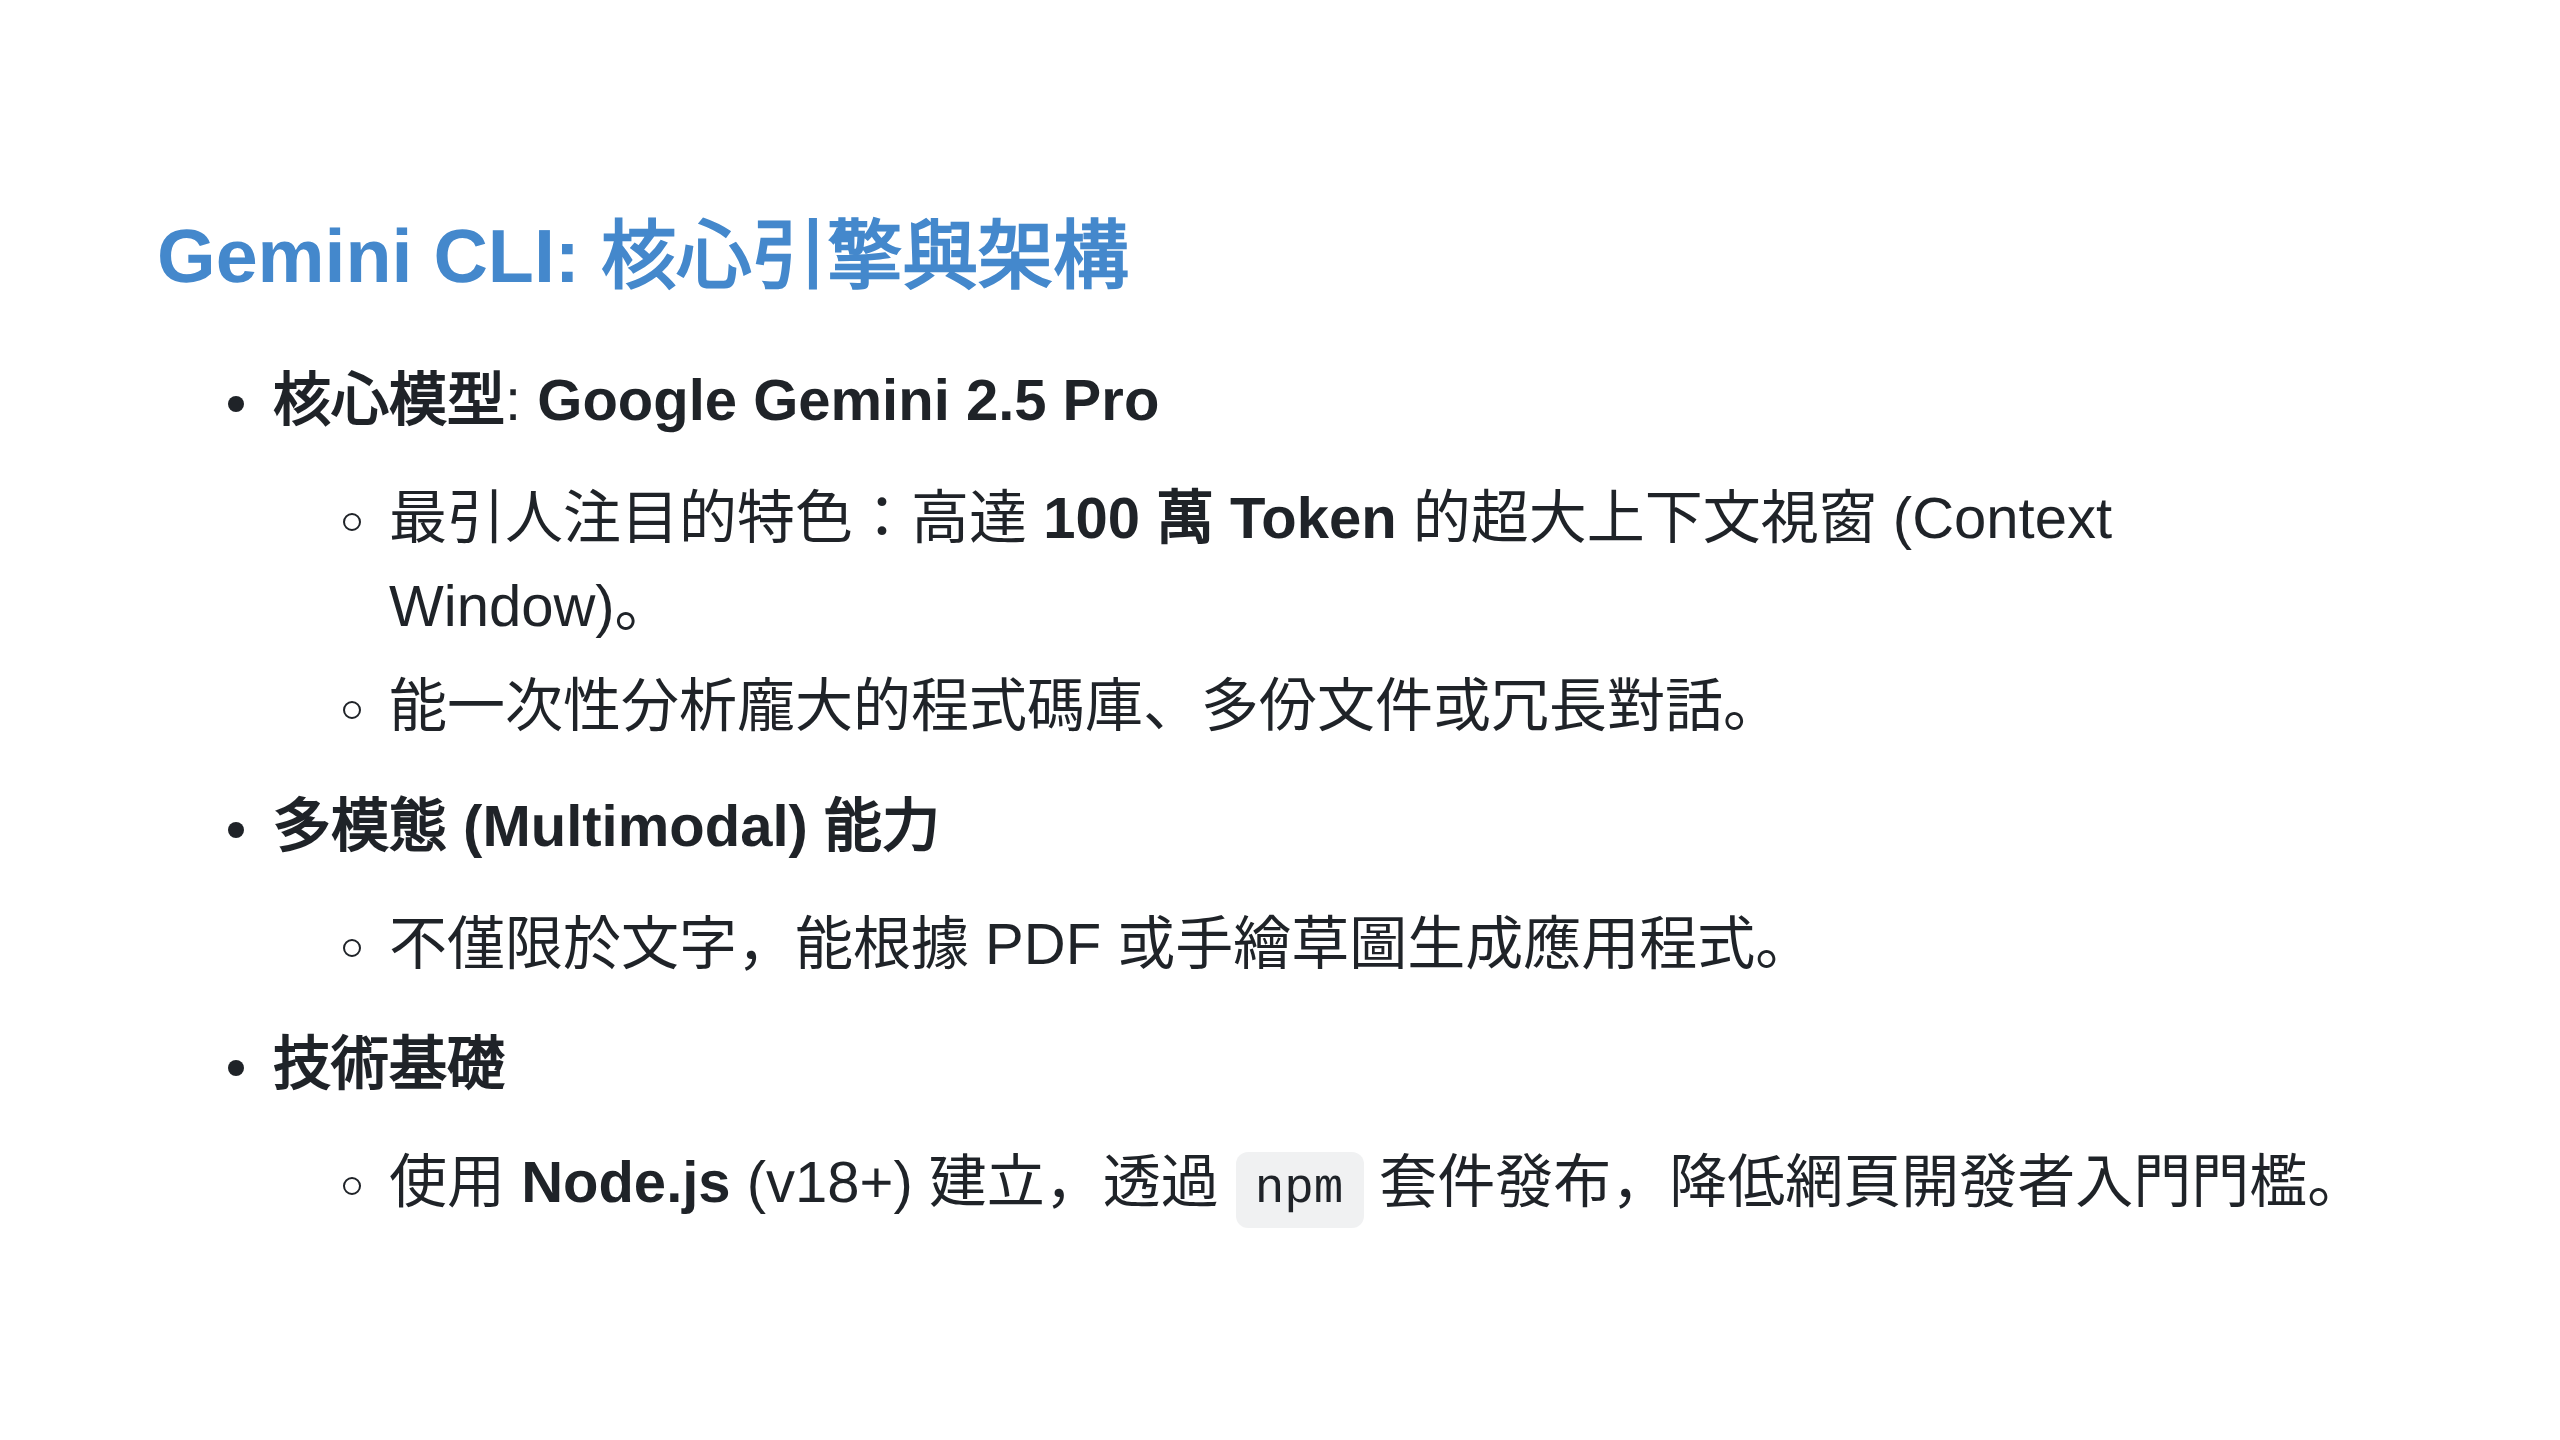 Gemini CLI: 核心引擎與架構
核心模型: Google Gemini 2.5 Pro
最引人注目的特色：高達 100 萬 Token 的超大上下文視窗 (Context
Window)。
能一次性分析龐大的程式碼庫、多份文件或冗長對話。
多模態 (Multimodal) 能力
不僅限於文字，能根據 PDF 或手繪草圖生成應用程式。
技術基礎
使用 Node.js (v18+) 建立，透過 npm 套件發布，降低網頁開發者入門門檻。